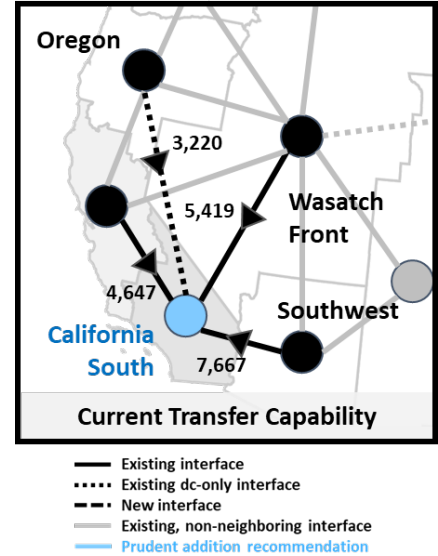 Oregon
3,220
5,419
Wasatch
Front
4,647
Southwest
California
South
7,667
Current Transfer Capability
Existing interface
Existing dc-only interface
New interface
Existing, non-neighboring interface
Prudent addition recommendation